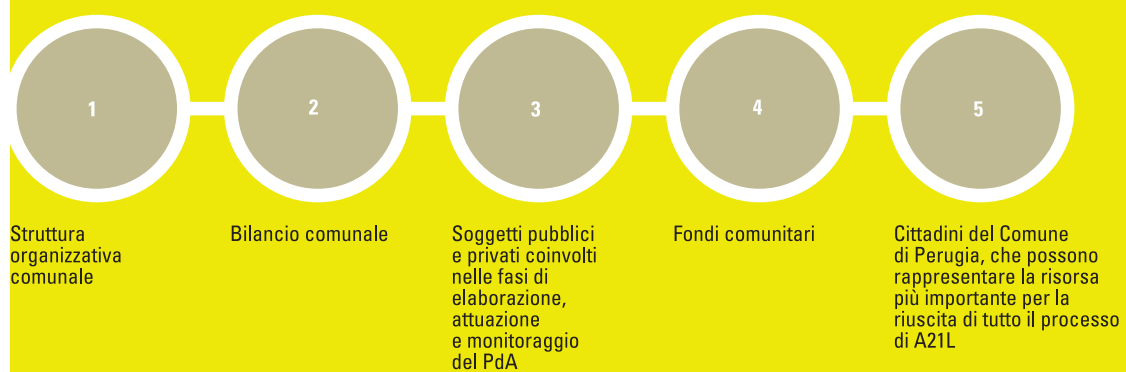 1
Struttura
organizzativa
comunale
2
Bilancio comunale
3
Soggetti pubblici
e privati coinvolti
nelle fasi di
elaborazione,
attuazione
e monitoraggio
del PdA
4
Fondi comunitari
5
Cittadini del Comune
di Perugia, che possono
rappresentare la risorsa
più importante per la
riuscita di tutto il processo
di A21L